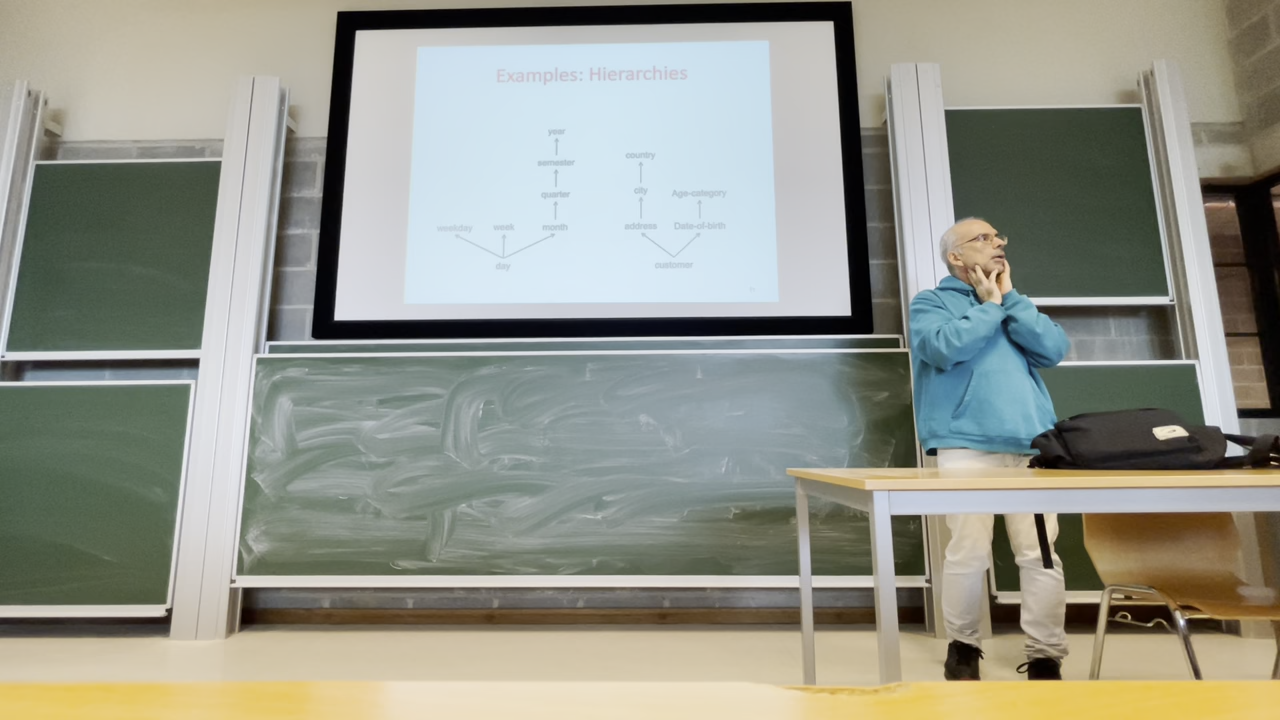 Examples: Hierarchies
year
semester
country
quarter
city
Age-category
weekday
week
month
address
Date-of-birth
day
customer